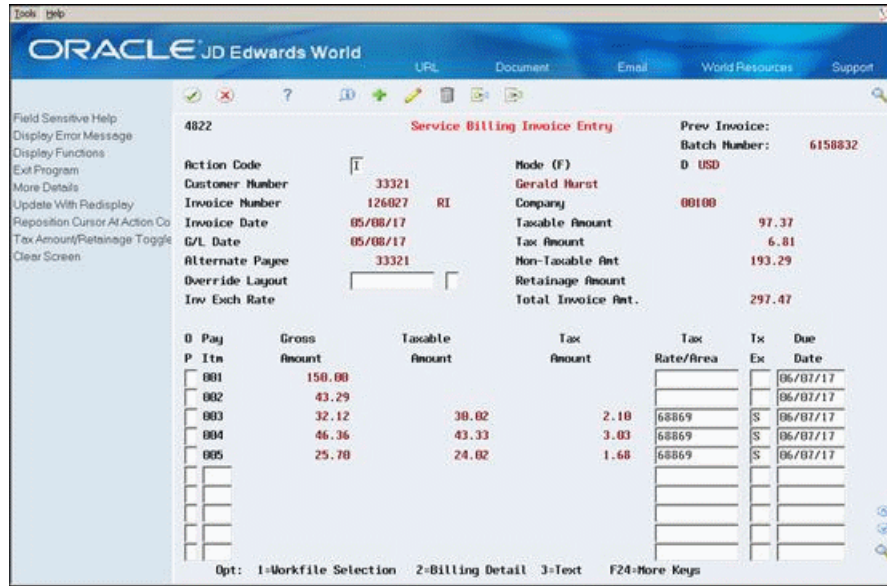 Tools Help
ORACLE JD Edwards World
URL Document Email World Resources Support
Field Sensitive Help
Display Error Message
Display Functions
Exit Program
More Details
Update With Redisplay
Reposition Cursor At Action Co
Tax Amount/Retainage Toggle
Clear Screen
4822 Service Billing Invoice Entry Prev Invoice:
Batch Number: 6158832
Action Code I Mode (F) D USD
Customer Number 33321 Gerald Hurst
Invoice Number 126027 RI Company 00100
Invoice Date 05/08/17 Taxable Amount 97.37
G/L Date 05/08/17 Tax Amount 6.81
Alternate Payee 33321 Non-Taxable Amt 193.29
Override Layout Retainage Amount
Inv Exch Rate Total Invoice Amt. 297.47
O Pay Gross Taxable Tax Tax Tx Due
P Itm Amount Amount Amount Rate/Area Ex Date
001 150.00 06/07/17
002 43.29 06/07/17
003 32.12 30.02 2.10 68869 S 06/07/17
004 46.36 43.33 3.03 68869 S 06/07/17
005 25.70 24.02 1.68 68869 S 06/07/17
Opt: 1=Workfile Selection 2=Billing Detail 3=Text F24=More Keys